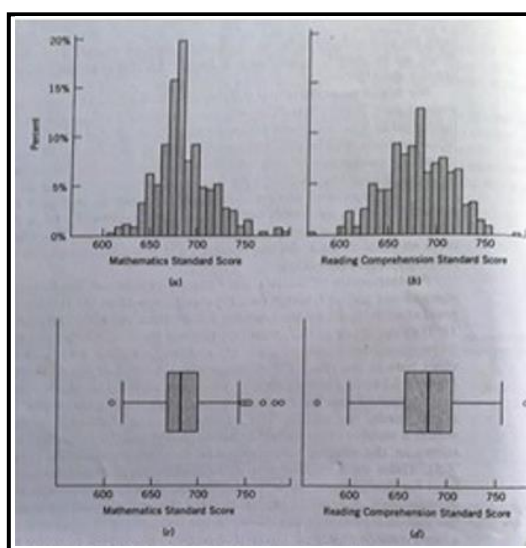 20%
15%
10%
5%
0%
Percent
600 650 700 750
Mathematics Standard Score
(a)
600 650 700 750
Reading Comprehension Standard Score
(b)
600 650 700 750
Mathematics Standard Score
(c)
600 650 700 750
Reading Comprehension Standard Score
(d)